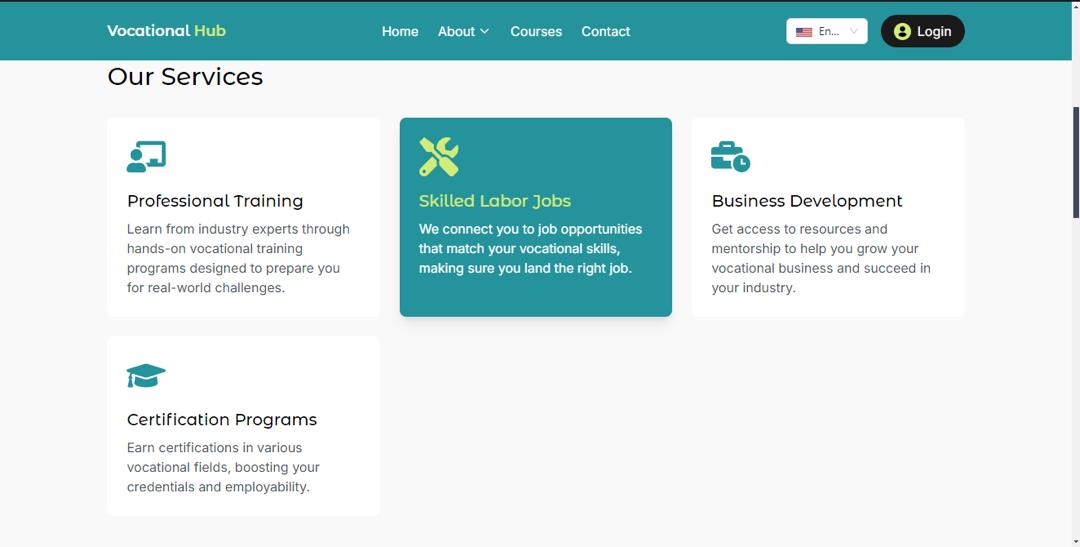 Vocational Hub
Home
About
Courses
Contact
En...
Login
Our Services
Professional Training
Learn from industry experts through
hands-on vocational training
programs designed to prepare you
for real-world challenges.
Skilled Labor Jobs
We connect you to job opportunities
that match your vocational skills,
making sure you land the right job.
Business Development
Get access to resources and
mentorship to help you grow your
vocational business and succeed in
your industry.
Certification Programs
Earn certifications in various
vocational fields, boosting your
credentials and employability.